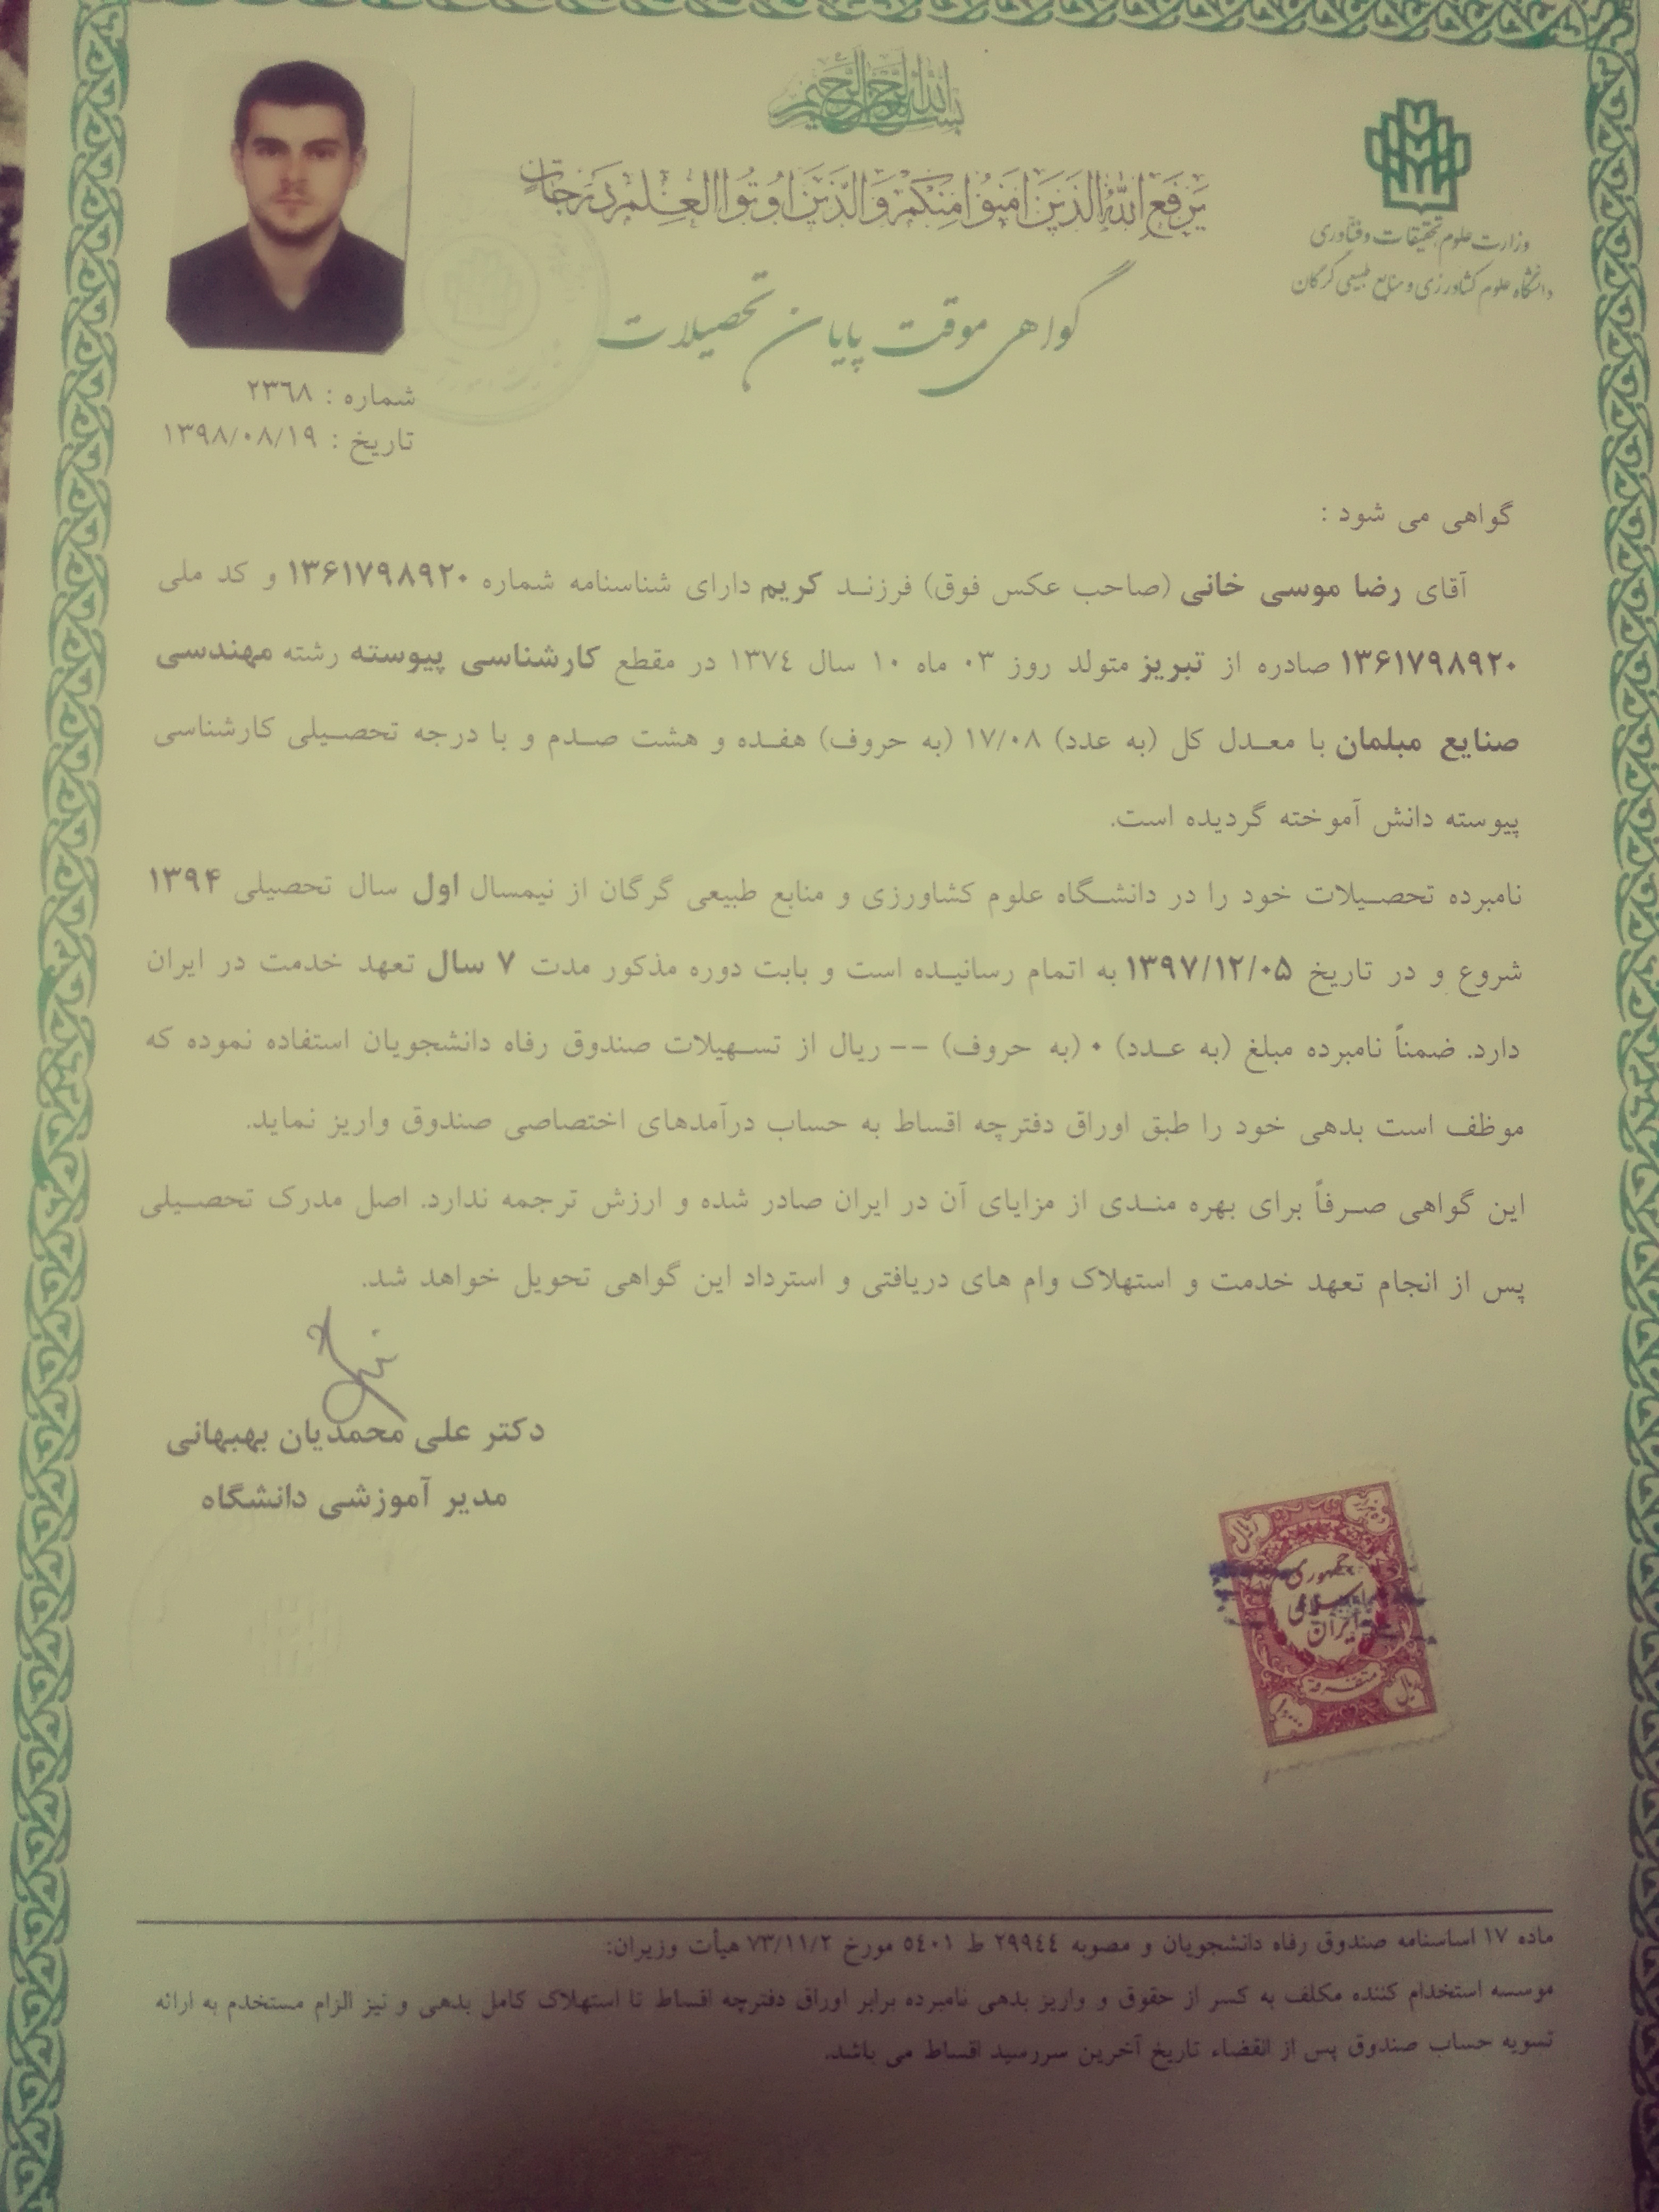 بسم الله الرحمن الرحیم
یرفع الله الذین امنوا منکم و الذین اوتوا العلم درجات
وزارت علوم تحقیقات و فنّاوری
دانشگاه علوم کشاورزی و منابع طبیعی گرگان
گواهی موقت پایان تحصیلات
شماره : ۲۳٦۸
تاریخ : ۱۳۹۸/۰۸/۱۹
گواهی می شود :
آقای رضا موسی خانی (صاحب عکس فوق) فرزند کریم دارای شناسنامه شماره ۱۳۶۱۷۹۸۹۲۰ و کد ملی
۱۳۶۱۷۹۸۹۲۰ صادره از تبریز متولد روز ۰۳ ماه ۱۰ سال ۱۳۷٤ در مقطع کارشناسی پیوسته رشته مهندسی
صنایع مبلمان با معدل کل (به عدد) ۱۷/۰۸ (به حروف) هفده و هشت صدم و با درجه تحصیلی کارشناسی
پیوسته دانش آموخته گردیده است.
نامبرده تحصیلات خود را در دانشگاه علوم کشاورزی و منابع طبیعی گرگان از نیمسال اول سال تحصیلی ۱۳۹۴
شروع و در تاریخ ۱۳۹۷/۱۲/۰۵ به اتمام رسانیده است و بابت دوره مذکور مدت ۷ سال تعهد خدمت در ایران
دارد. ضمناً نامبرده مبلغ (به عدد) ۰ (به حروف) -- ریال از تسهیلات صندوق رفاه دانشجویان استفاده نموده که
موظف است بدهی خود را طبق اوراق دفترچه اقساط به حساب درآمدهای اختصاصی صندوق واریز نماید.
این گواهی صرفاً برای بهره مندی از مزایای آن در ایران صادر شده و ارزش ترجمه ندارد. اصل مدرک تحصیلی
پس از انجام تعهد خدمت و استهلاک وام های دریافتی و استرداد این گواهی تحویل خواهد شد.
دکتر علی محمدیان بهبهانی
مدیر آموزشی دانشگاه
ریال
جمهوری
اسلامی
ایران
متفرقه
ریال
ماده ۱۷ اساسنامه صندوق رفاه دانشجویان و مصوبه ۲۹۹٤٤ ط ٥٤۰۱ مورخ ۷۳/۱۱/۲ هیأت وزیران:
موسسه استخدام کننده مکلف به کسر از حقوق و واریز بدهی نامبرده برابر اوراق دفترچه اقساط تا استهلاک کامل بدهی و نیز الزام مستخدم به ارائه
تسویه حساب صندوق پس از انقضاء تاریخ آخرین سررسید اقساط می باشد.